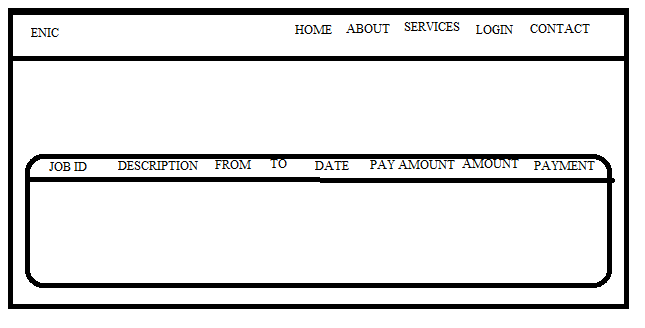 ENIC HOME ABOUT SERVICES LOGIN CONTACT
JOB ID DESCRIPTION FROM TO DATE PAY AMOUNT AMOUNT PAYMENT